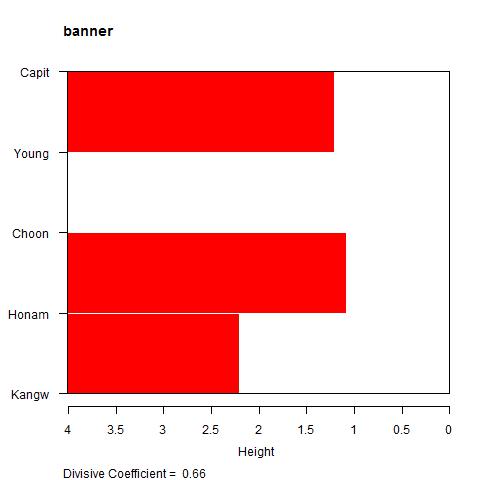 banner
Capit
Young
Choon
Honam
Kangw
4 3.5 3 2.5 2 1.5 1 0.5 0
Height
Divisive Coefficient = 0.66